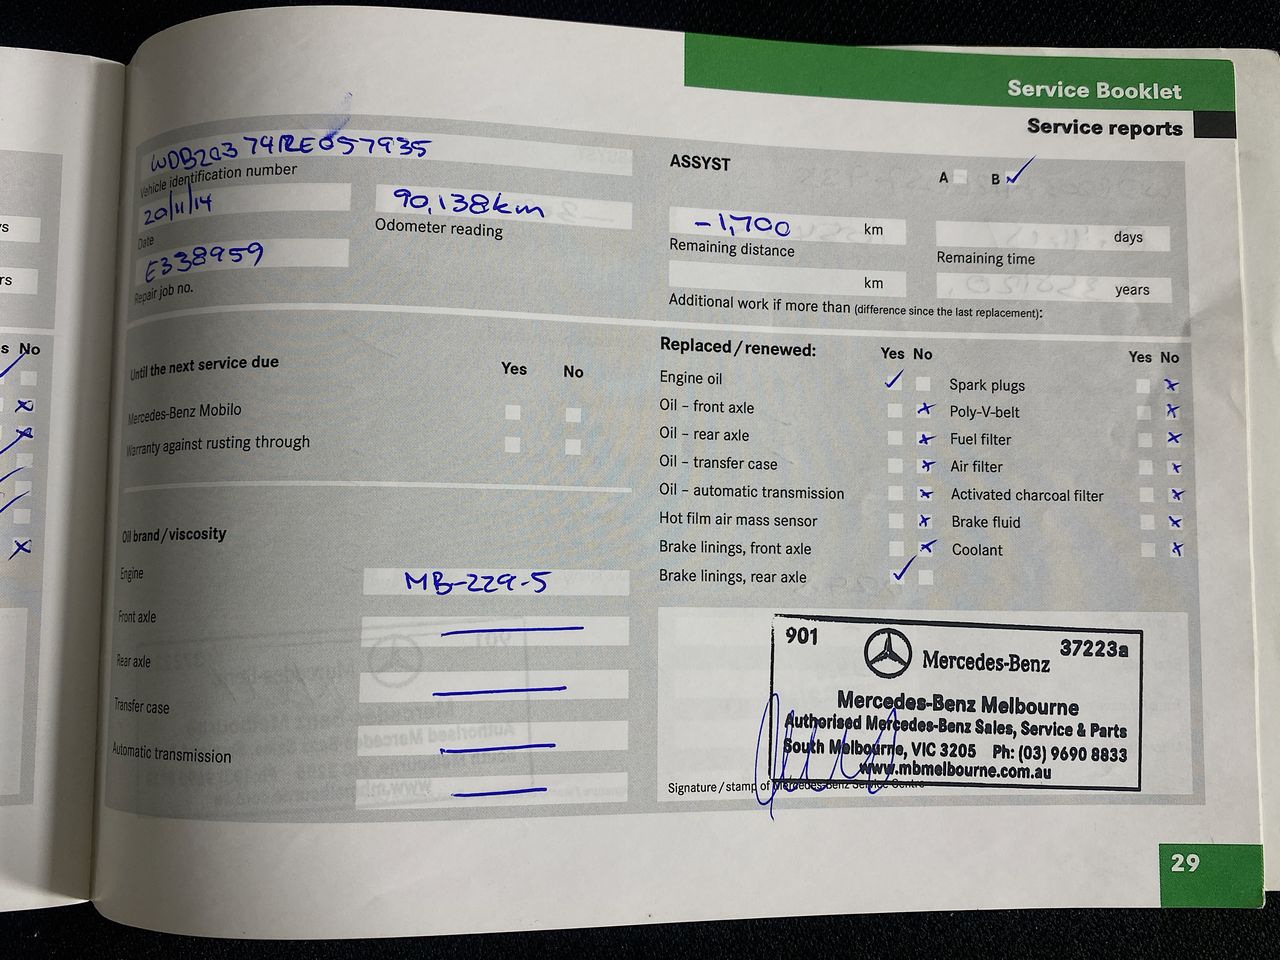 Service Booklet
Service reports
WDB2037472E057935
Vehicle identification number
20/11/14
Date
90,138km
Odometer reading
E338959
Repair job no.
ASSYST
A B ✓
-1,700 km
Remaining distance
days
Remaining time
km
years
Additional work if more than (difference since the last replacement):
Until the next service due Yes No
Mercedes-Benz Mobilo
Warranty against rusting through
Oil brand/viscosity
Engine MB-229-5
Front axle
Rear axle
Transfer case
Automatic transmission
Replaced/renewed: Yes No
Engine oil ✓
Oil – front axle x
Oil – rear axle x
Oil – transfer case x
Oil – automatic transmission x
Hot film air mass sensor x
Brake linings, front axle x
Brake linings, rear axle ✓
Yes No
Spark plugs x
Poly-V-belt x
Fuel filter x
Air filter x
Activated charcoal filter x
Brake fluid x
Coolant x
901 37223a
Mercedes-Benz
Mercedes-Benz Melbourne
Authorised Mercedes-Benz Sales, Service & Parts
South Melbourne, VIC 3205 Ph: (03) 9690 8833
www.mbmelbourne.com.au
Signature/stamp of Mercedes-Benz Service Centre
29
s No